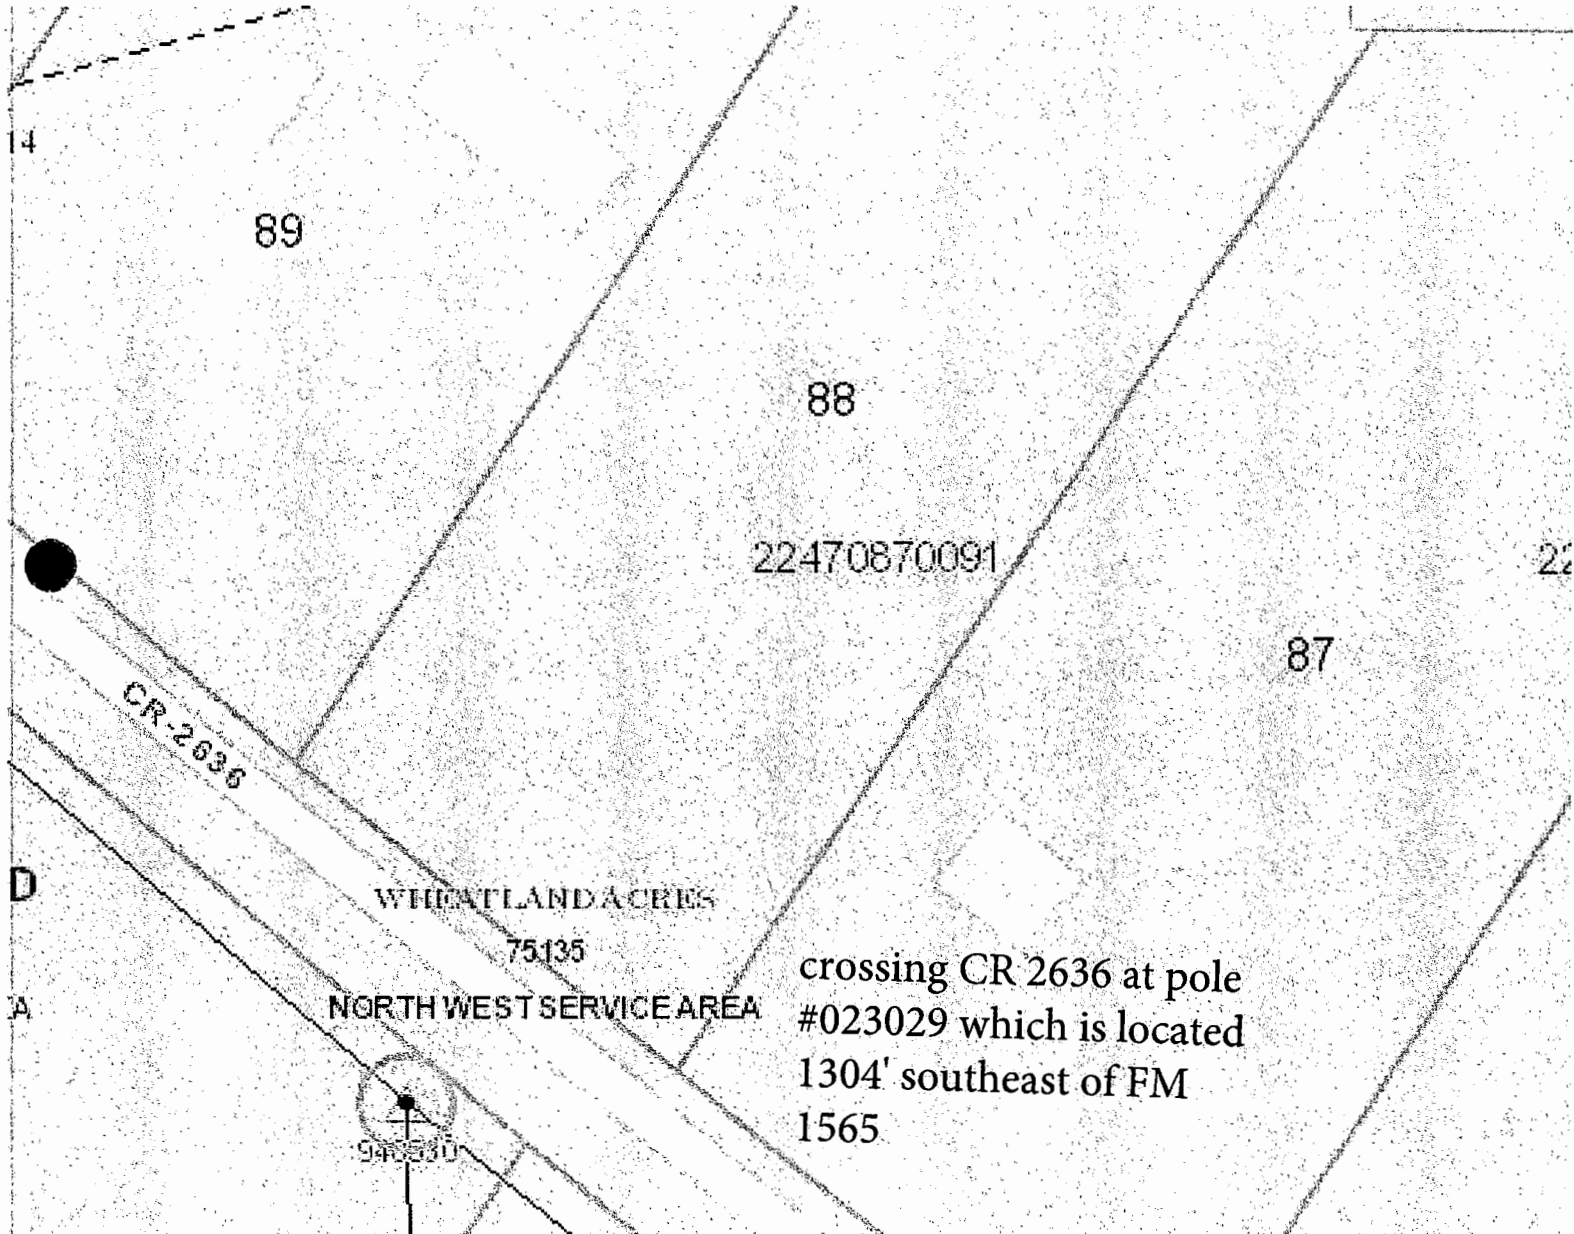 14
89
88
22470870091
22
87
CR-2636
D
WHEATLAND ACRES
75135
A
NORTH WEST SERVICE AREA
crossing CR 2636 at pole
#023029 which is located
1304' southeast of FM
1565